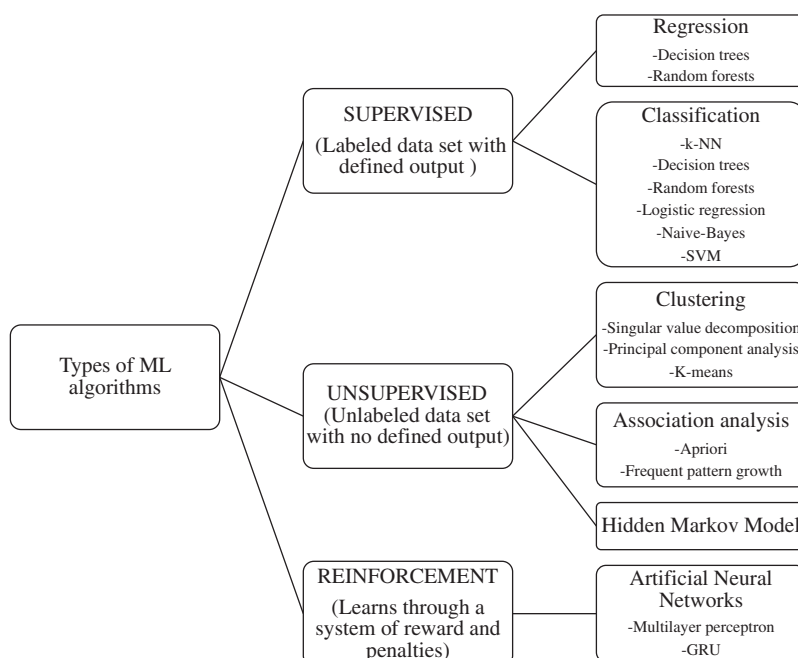 Types of ML
algorithms
SUPERVISED
(Labeled data set with
defined output )
Regression
-Decision trees
-Random forests
Classification
-k-NN
-Decision trees
-Random forests
-Logistic regression
-Naive-Bayes
-SVM
UNSUPERVISED
(Unlabeled data set
with no defined output)
Clustering
-Singular value decomposition
-Principal component analysis
-K-means
Association analysis
-Apriori
-Frequent pattern growth
Hidden Markov Model
REINFORCEMENT
(Learns through a
system of reward and
penalties)
Artificial Neural
Networks
-Multilayer perceptron
-GRU